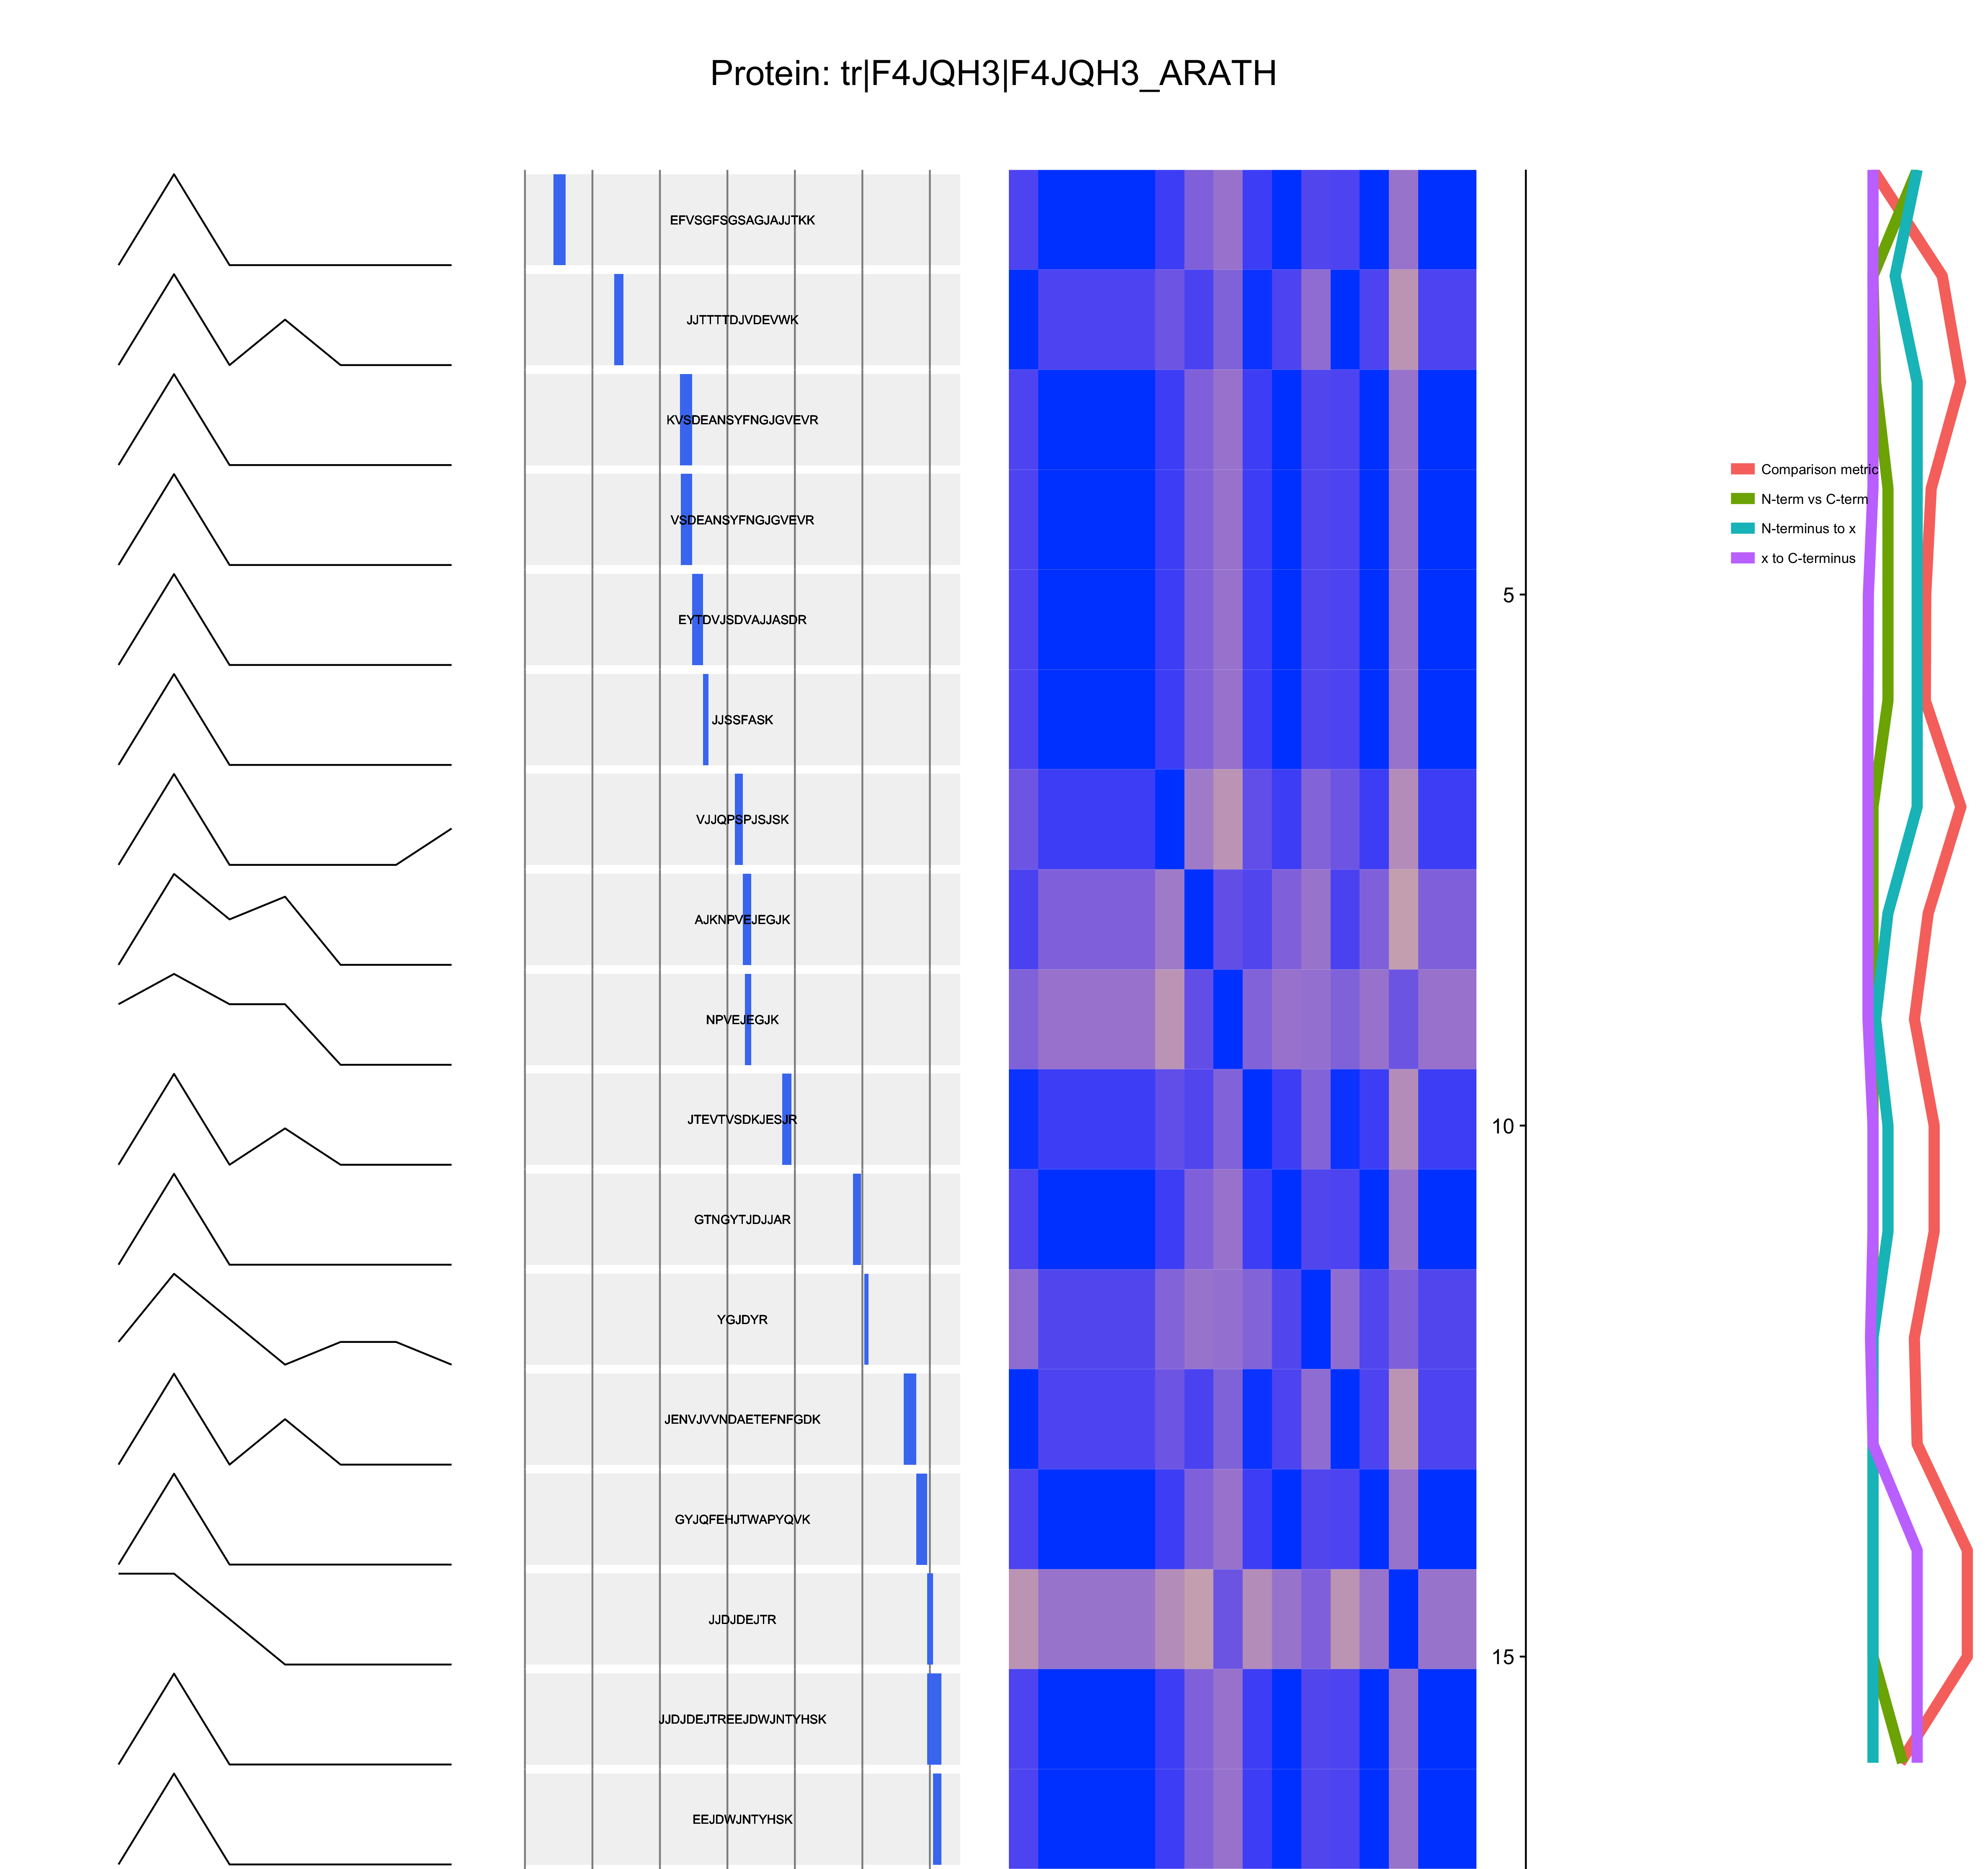 Protein: tr|F4JQH3|F4JQH3_ARATH
EFVSGFSGSAGJAJJTKK
JJTTTTDJVDEVWK
KVSDEANSYFNGJGVEVR
Comparison metric
N-term vs C-term
VSDEANSYFNGJGVEVR
N-terminus to x
x to C-terminus
5
EYTDVJSDVAJJASDR
JJSSFASK
VJJQPSPJSJSK
AJKNPVEJEGJK
NPVEJEGJK
10
JTEVTVSDKJESJR
GTNGYTJDJJAR
YGJDYR
JENVJVVNDAETEFNFGDK
GYJQFEHJTWAPYQVK
JJDJDEJTR
15
JJDJDEJTREEJDWJNTYHSK
EEJDWJNTYHSK